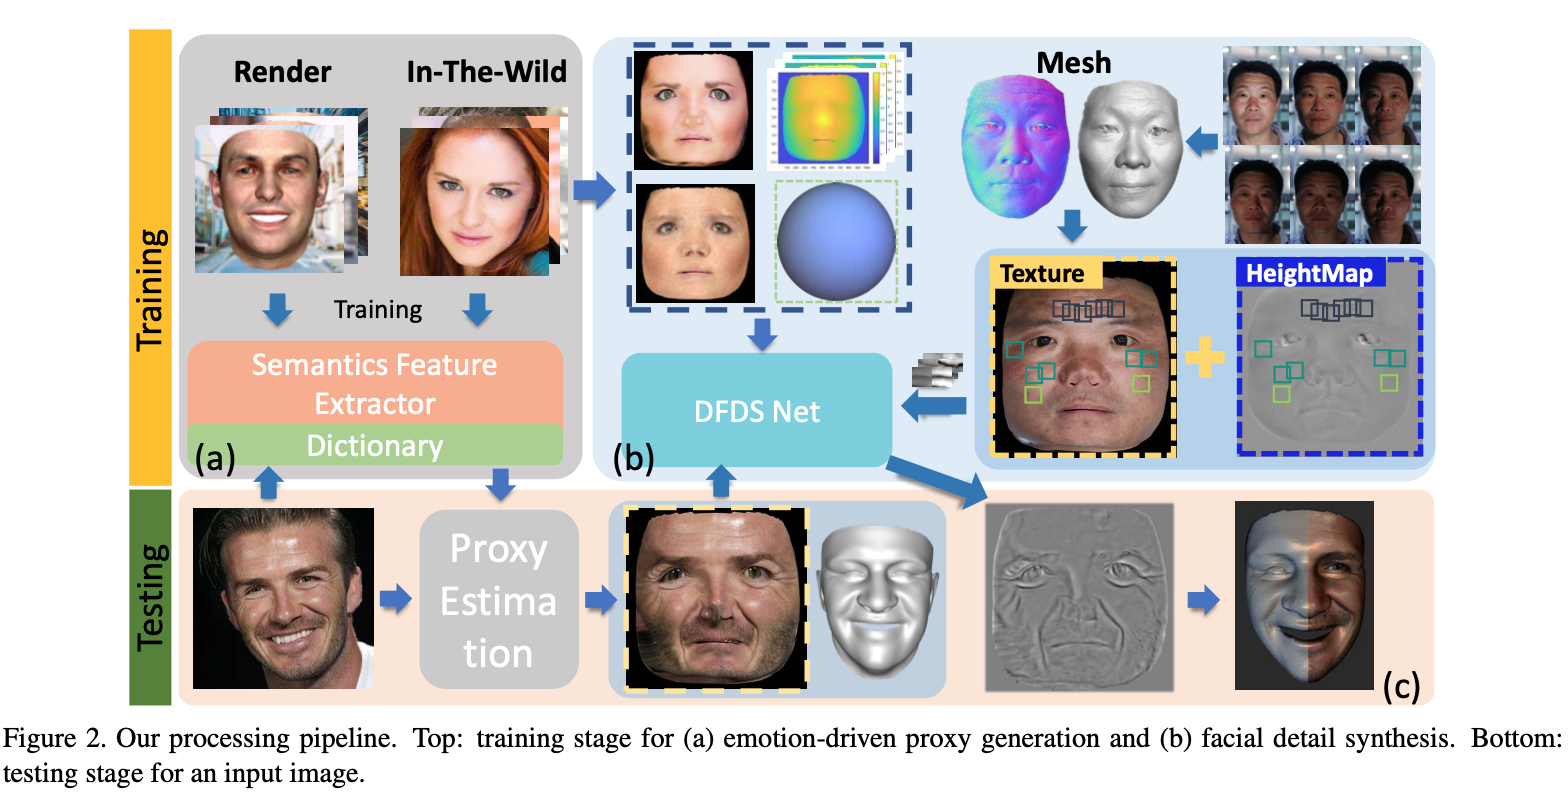 Training
Render
In-The-Wild
Training
Semantics Feature
Extractor
Dictionary
(a)
Mesh
Texture
HeightMap
DFDS Net
(b)
Testing
Proxy
Estima
tion
(c)
Figure 2. Our processing pipeline. Top: training stage for (a) emotion-driven proxy generation and (b) facial detail synthesis. Bottom:
testing stage for an input image.